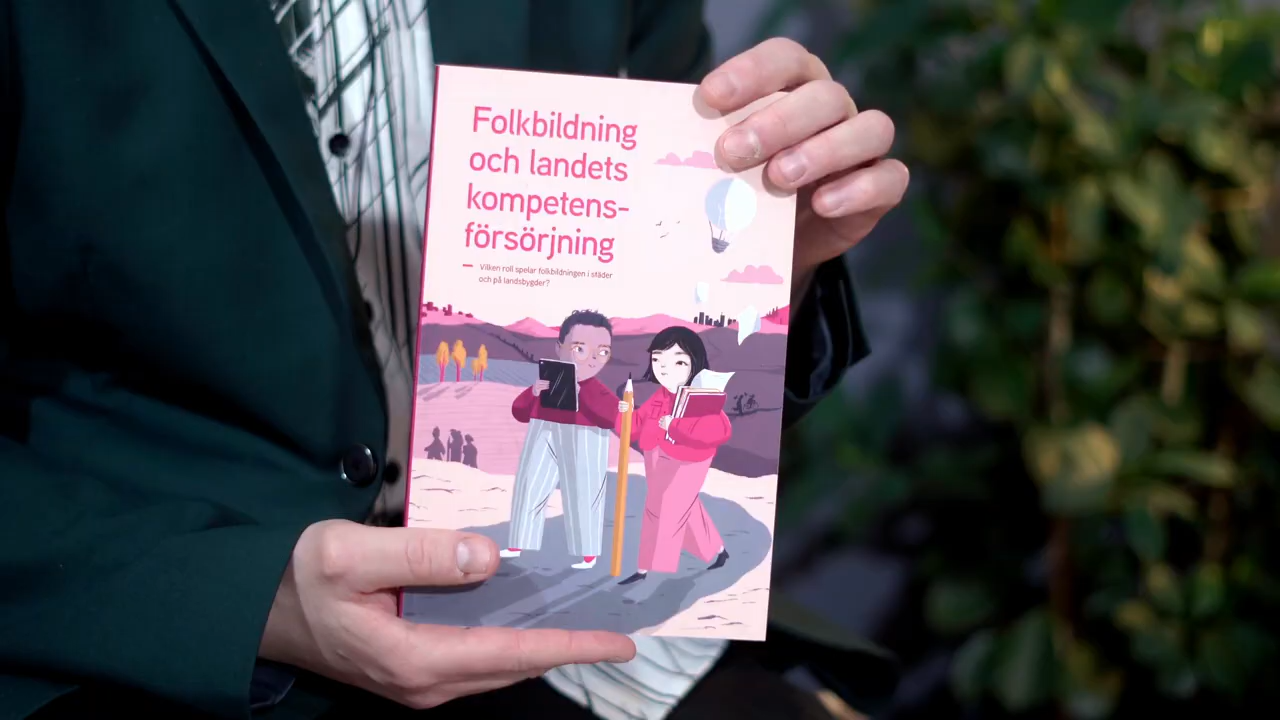 Folkbildning
och landets
kompetens-
försörjning
Vilken roll spelar folkbildningen i städer
och på landsbygder?